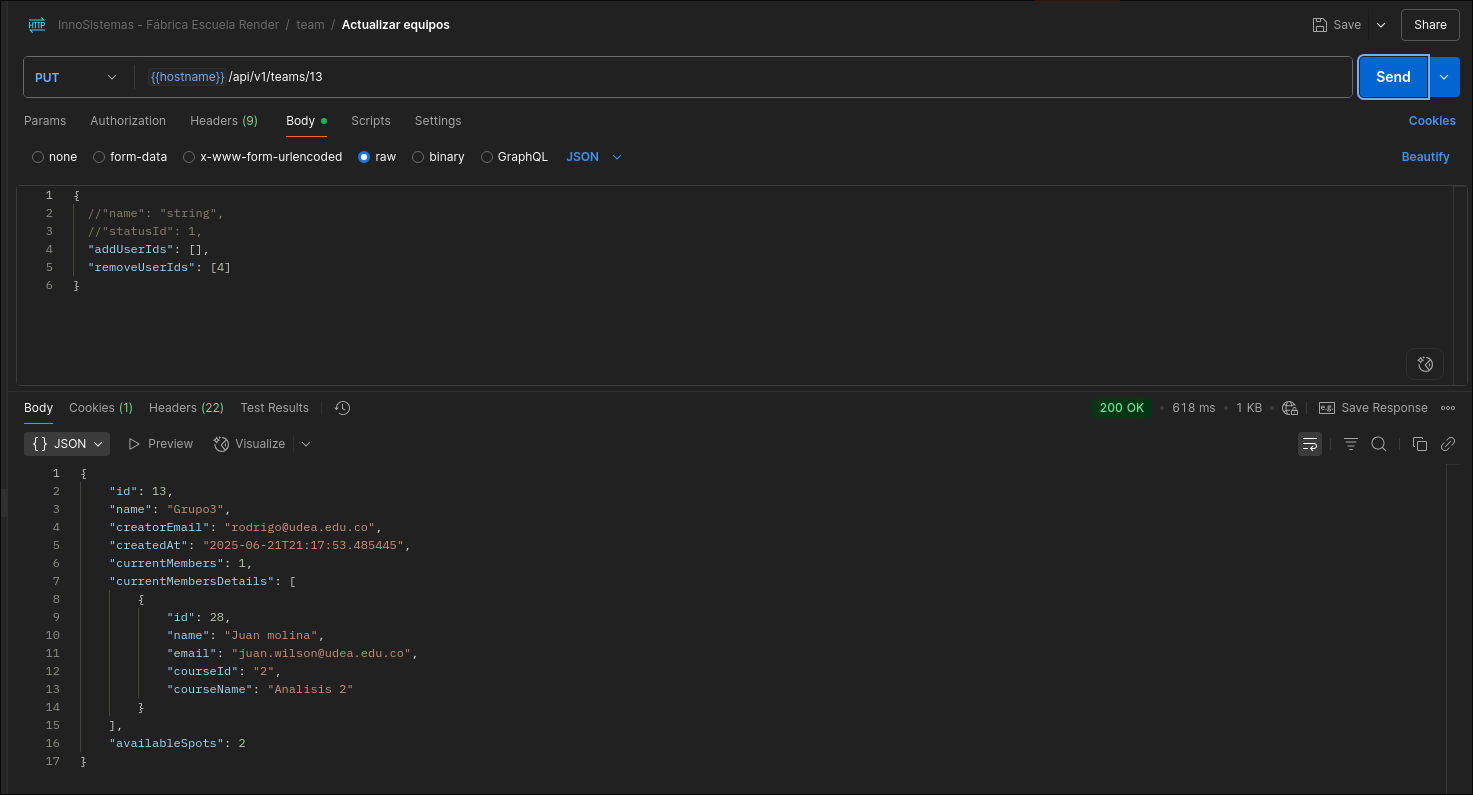 InnoSistemas - Fábrica Escuela Render / team / Actualizar equipos
Save
Share
PUT
{{hostname}} /api/v1/teams/13
Send
Params Authorization Headers (9) Body Scripts Settings
Cookies
none form-data x-www-form-urlencoded raw binary GraphQL JSON
Beautify
1 {
2 //"name": "string",
3 //"statusId": 1,
4 "addUserIds": [],
5 "removeUserIds": [4]
6 }
Body Cookies (1) Headers (22) Test Results
200 OK • 618 ms • 1 KB • e.g. Save Response
{} JSON Preview Visualize
1 {
2 "id": 13,
3 "name": "Grupo3",
4 "creatorEmail": "rodrigo@udea.edu.co",
5 "createdAt": "2025-06-21T21:17:53.485445",
6 "currentMembers": 1,
7 "currentMembersDetails": [
8 {
9 "id": 28,
10 "name": "Juan molina",
11 "email": "juan.wilson@udea.edu.co",
12 "courseId": "2",
13 "courseName": "Analisis 2"
14 }
15 ],
16 "availableSpots": 2
17 }